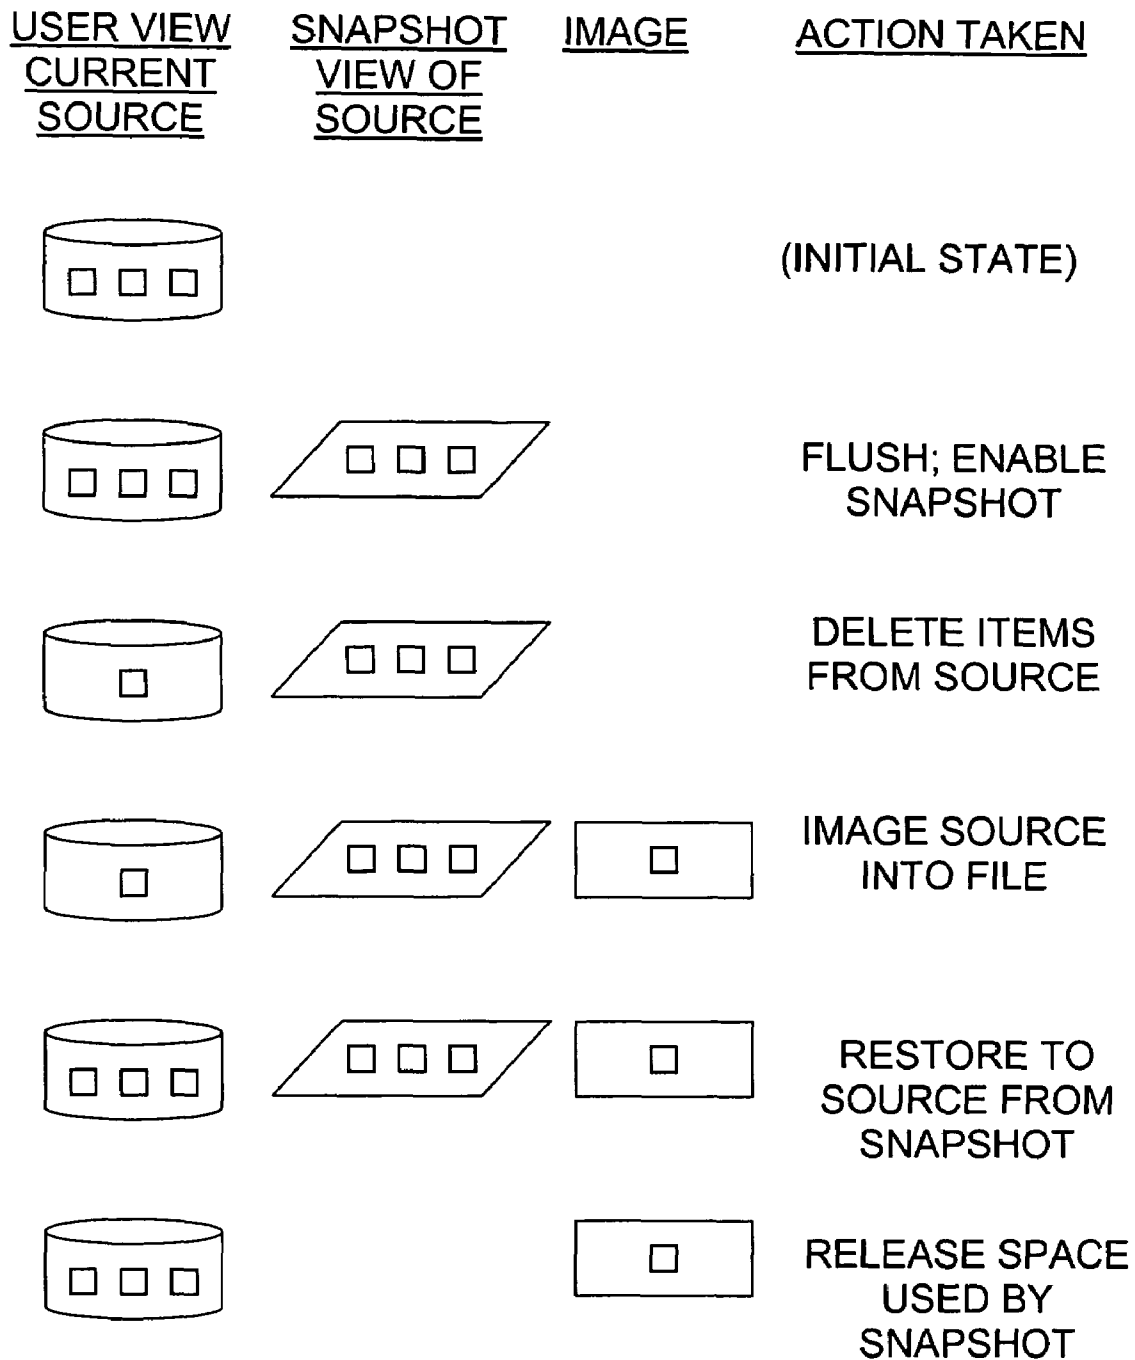 USER VIEW
CURRENT
SOURCE
SNAPSHOT
VIEW OF
SOURCE
IMAGE
ACTION TAKEN
(INITIAL STATE)
FLUSH; ENABLE
SNAPSHOT
DELETE ITEMS
FROM SOURCE
IMAGE SOURCE
INTO FILE
RESTORE TO
SOURCE FROM
SNAPSHOT
RELEASE SPACE
USED BY
SNAPSHOT